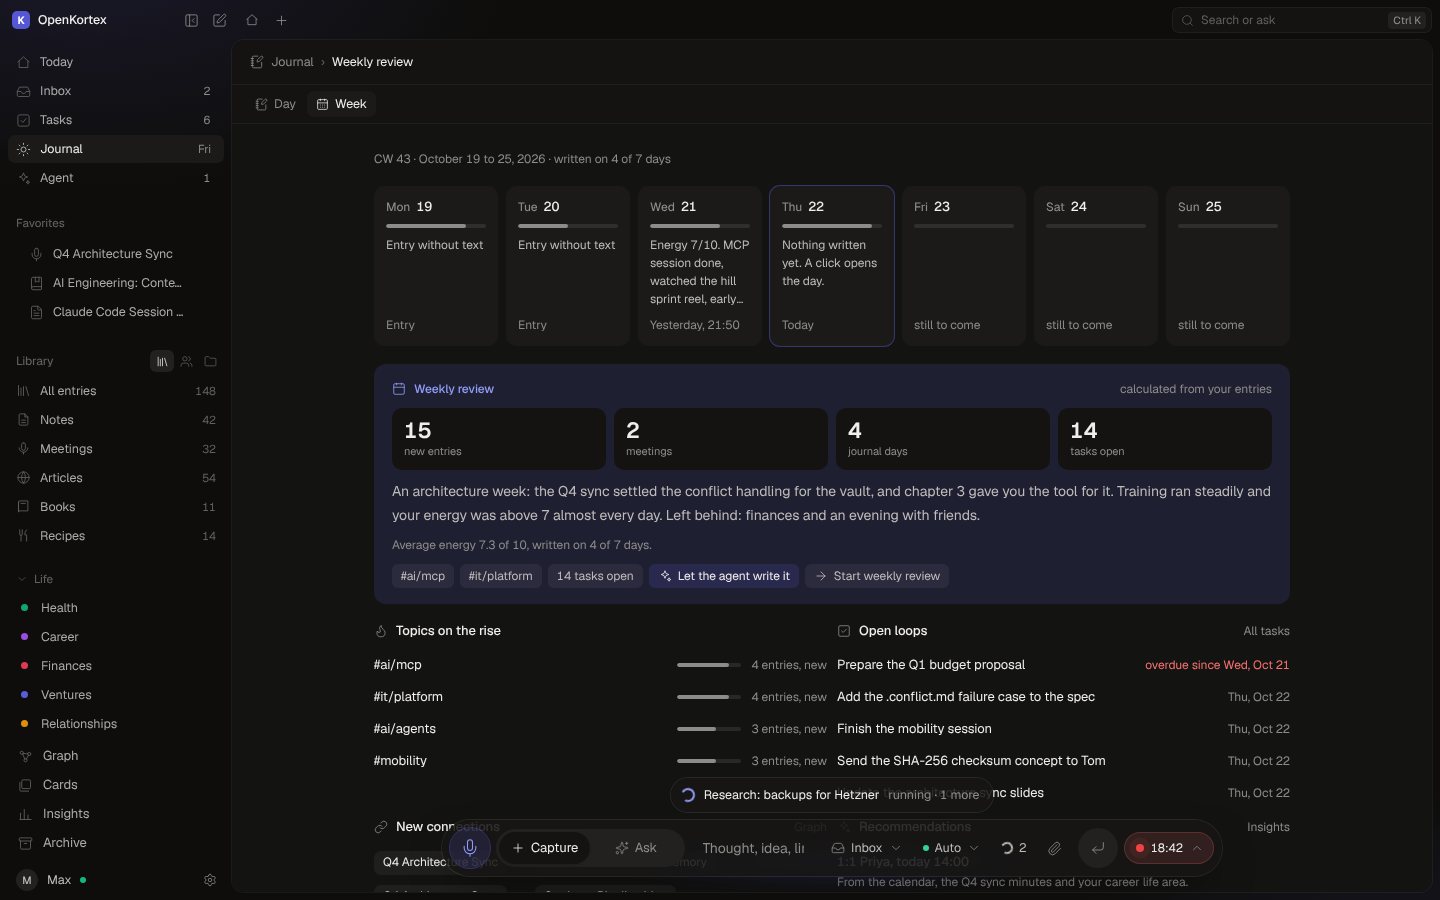 K OpenKortex
Search or ask Ctrl K
Today
Inbox 2
Tasks 6
Journal Fri
Agent 1
Favorites
Q4 Architecture Sync
AI Engineering: Conte…
Claude Code Session …
Library
All entries 148
Notes 42
Meetings 32
Articles 54
Books 11
Recipes 14
Life
Health
Career
Finances
Ventures
Relationships
Graph
Cards
Insights
Archive
M Max
Journal › Weekly review
Day Week
CW 43 · October 19 to 25, 2026 · written on 4 of 7 days
Mon 19
Entry without text
Entry
Tue 20
Entry without text
Entry
Wed 21
Energy 7/10. MCP
session done,
watched the hill
sprint reel, early…
Yesterday, 21:50
Thu 22
Nothing written
yet. A click opens
the day.
Today
Fri 23
still to come
Sat 24
still to come
Sun 25
still to come
Weekly review calculated from your entries
15
new entries
2
meetings
4
journal days
14
tasks open
An architecture week: the Q4 sync settled the conflict handling for the vault, and chapter 3 gave you the tool for it. Training ran steadily and
your energy was above 7 almost every day. Left behind: finances and an evening with friends.
Average energy 7.3 of 10, written on 4 of 7 days.
#ai/mcp #it/platform 14 tasks open Let the agent write it Start weekly review
Topics on the rise
#ai/mcp 4 entries, new
#it/platform 4 entries, new
#ai/agents 3 entries, new
#mobility 3 entries, new
Open loops All tasks
Prepare the Q1 budget proposal overdue since Wed, Oct 21
Add the .conflict.md failure case to the spec Thu, Oct 22
Finish the mobility session Thu, Oct 22
Send the SHA-256 checksum concept to Tom Thu, Oct 22
sync slides Thu, Oct 22
Research: backups for Hetzner running · 1 more
New connections Graph
Recommendations Insights
Q4 Architecture Sync
1:1 Priya, today 14:00
From the calendar, the Q4 sync minutes and your career life area.
Capture Ask Thought, idea, lin Inbox Auto 2 18:42